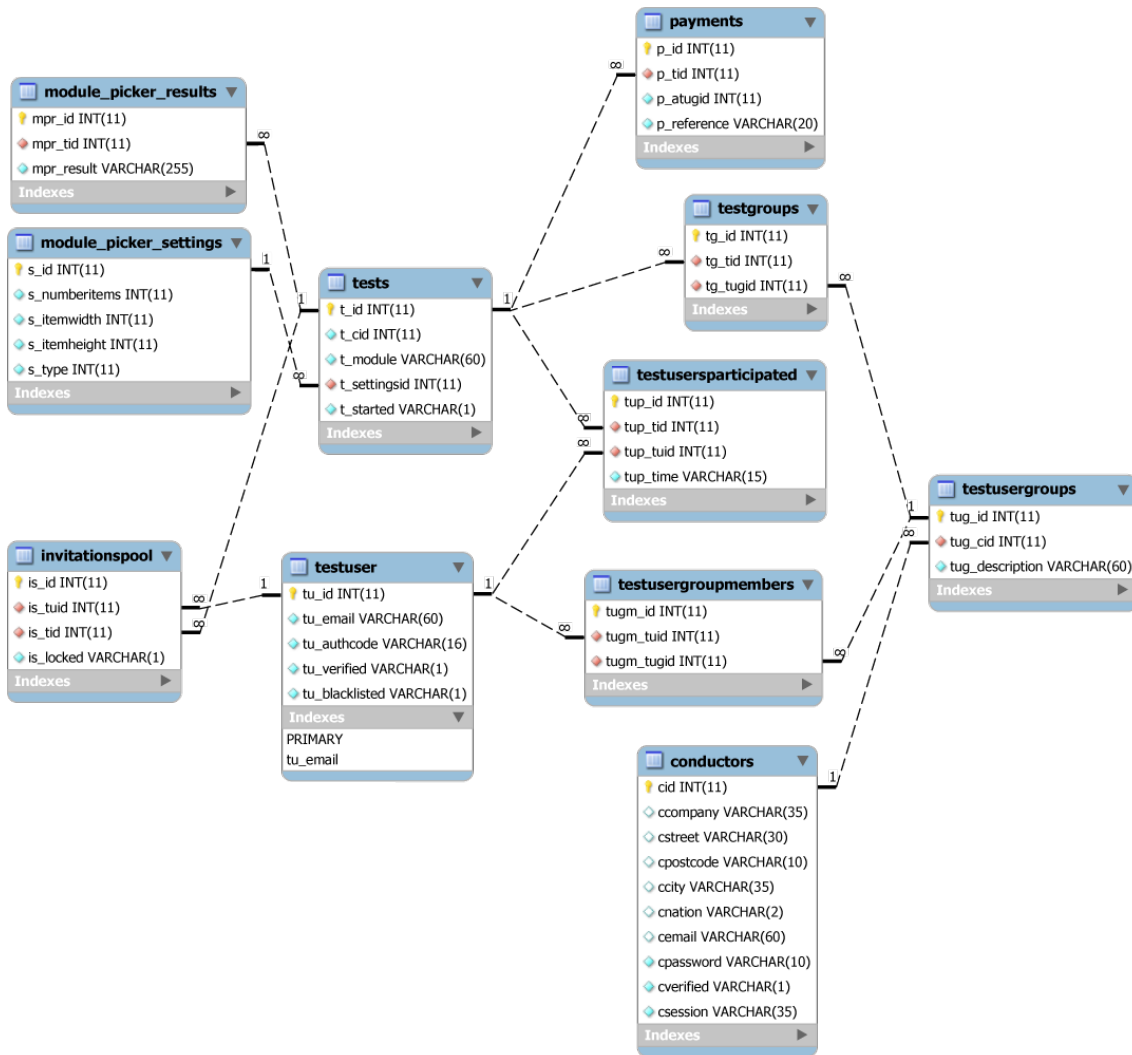 payments
p_id INT(11)
p_tid INT(11)
p_atugid INT(11)
p_reference VARCHAR(20)
Indexes
module_picker_results
mpr_id INT(11)
mpr_tid INT(11)
mpr_result VARCHAR(255)
Indexes
module_picker_settings
s_id INT(11)
s_numberitems INT(11)
s_itemwidth INT(11)
s_itemheight INT(11)
s_type INT(11)
Indexes
tests
t_id INT(11)
t_cid INT(11)
t_module VARCHAR(60)
t_settingsid INT(11)
t_started VARCHAR(1)
Indexes
testgroups
tg_id INT(11)
tg_tid INT(11)
tg_tugid INT(11)
Indexes
testusersparticipated
tup_id INT(11)
tup_tid INT(11)
tup_tuid INT(11)
tup_time VARCHAR(15)
Indexes
testusergroups
tug_id INT(11)
tug_cid INT(11)
tug_description VARCHAR(60)
Indexes
invitationspool
is_id INT(11)
is_tuid INT(11)
is_tid INT(11)
is_locked VARCHAR(1)
Indexes
testuser
tu_id INT(11)
tu_email VARCHAR(60)
tu_authcode VARCHAR(16)
tu_verified VARCHAR(1)
tu_blacklisted VARCHAR(1)
Indexes
PRIMARY
tu_email
testusergroupmembers
tugm_id INT(11)
tugm_tuid INT(11)
tugm_tugid INT(11)
Indexes
conductors
cid INT(11)
ccompany VARCHAR(35)
cstreet VARCHAR(30)
cpostcode VARCHAR(10)
ccity VARCHAR(35)
cnation VARCHAR(2)
cemail VARCHAR(60)
cpassword VARCHAR(10)
cverified VARCHAR(1)
csession VARCHAR(35)
Indexes
∞
∞
1
∞
1
1
∞
∞
∞
∞
∞
1
∞
∞
1
1
∞
∞
1
∞
1